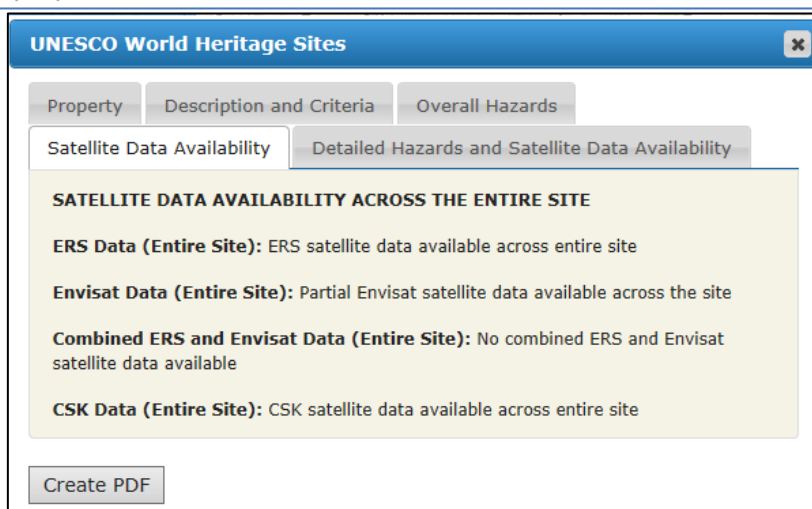 UNESCO World Heritage Sites
Property
Description and Criteria
Overall Hazards
Satellite Data Availability
Detailed Hazards and Satellite Data Availability
SATELLITE DATA AVAILABILITY ACROSS THE ENTIRE SITE
ERS Data (Entire Site): ERS satellite data available across entire site
Envisat Data (Entire Site): Partial Envisat satellite data available across the site
Combined ERS and Envisat Data (Entire Site): No combined ERS and Envisat
satellite data available
CSK Data (Entire Site): CSK satellite data available across entire site
Create PDF